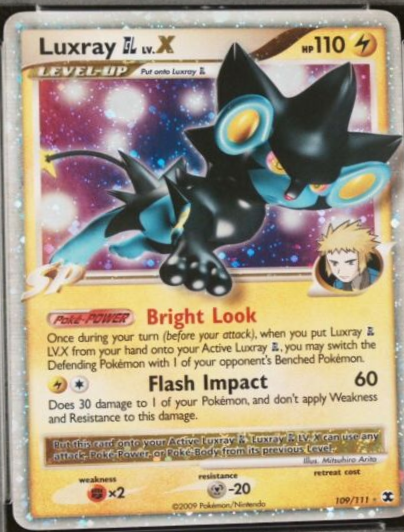 Luxray GL LV.X HP 110
LEVEL-UP Put onto Luxray GL
SP
Poké-POWER Bright Look
Once during your turn (before your attack), when you put Luxray GL
LV.X from your hand onto your Active Luxray GL, you may switch the
Defending Pokémon with 1 of your opponent's Benched Pokémon.
Flash Impact 60
Does 30 damage to 1 of your Pokémon, and don't apply Weakness
and Resistance to this damage.
Put this card onto your Active Luxray GL. Luxray GL LV.X can use any
attack, Poké-Power, or Poké-Body from its previous Level.
Illus. Mitsuhiro Arita
weakness resistance retreat cost
×2 -20
©2009 Pokémon/Nintendo 109/111